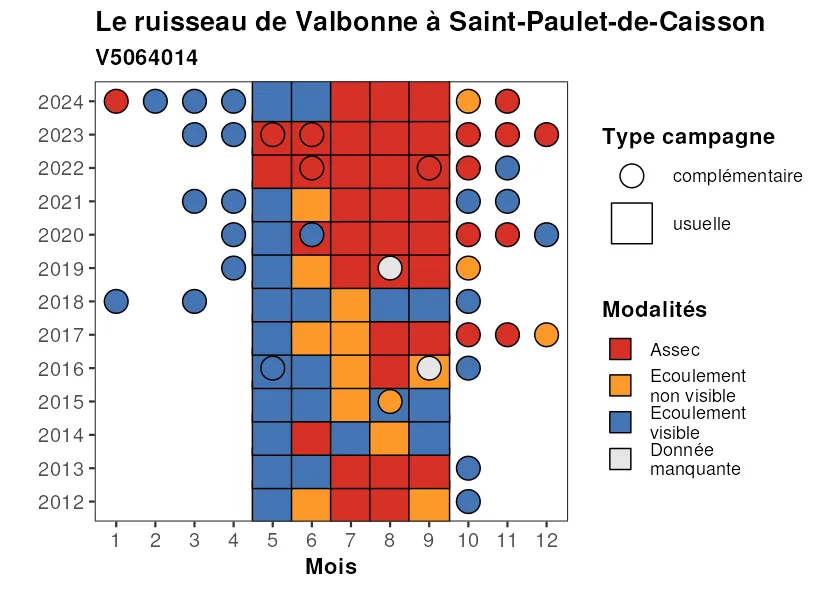 Le ruisseau de Valbonne à Saint-Paulet-de-Caisson
V5064014
2024
2023
2022
2021
2020
2019
2018
2017
2016
2015
2014
2013
2012
1 2 3 4 5 6 7 8 9 10 11 12
Mois
Type campagne
complémentaire
usuelle
Modalités
Assec
Ecoulement
non visible
Ecoulement
visible
Donnée
manquante